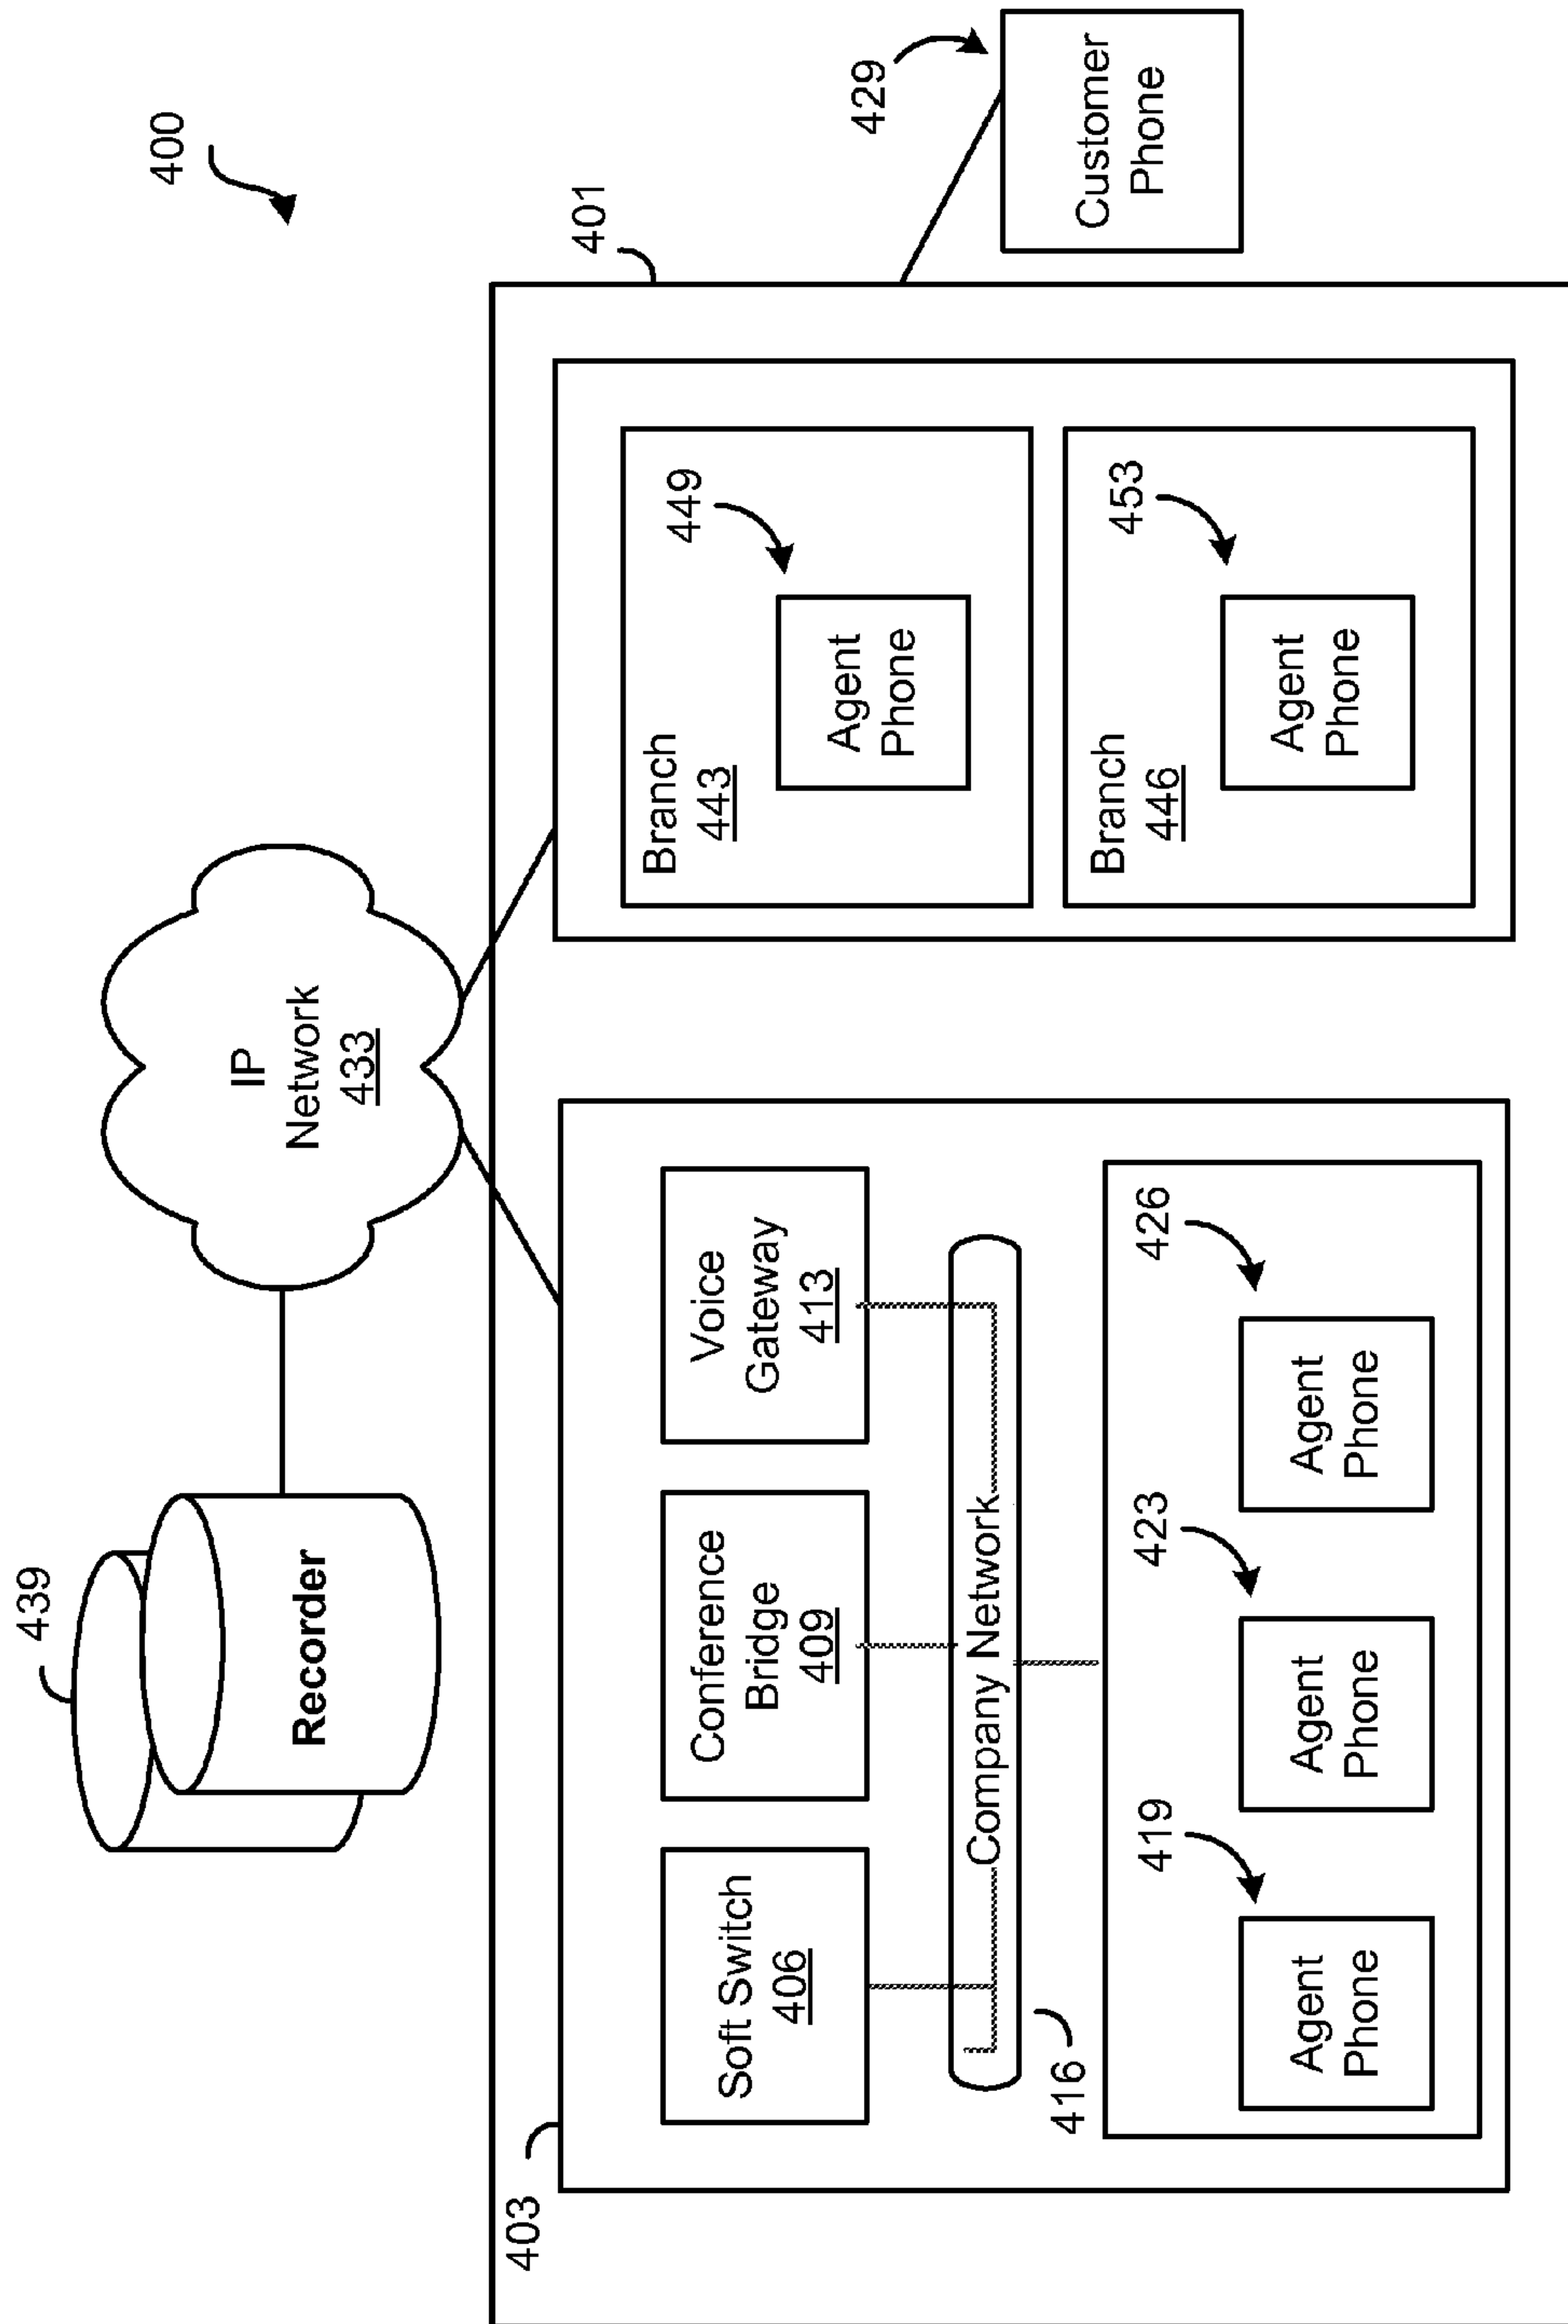 400
439
Recorder
IP
Network
433
401
403
Soft Switch
406
Conference
Bridge
409
Voice
Gateway
413
Company Network
416
419
Agent
Phone
423
Agent
Phone
426
Agent
Phone
Branch
443
449
Agent
Phone
Branch
446
453
Agent
Phone
429
Customer
Phone